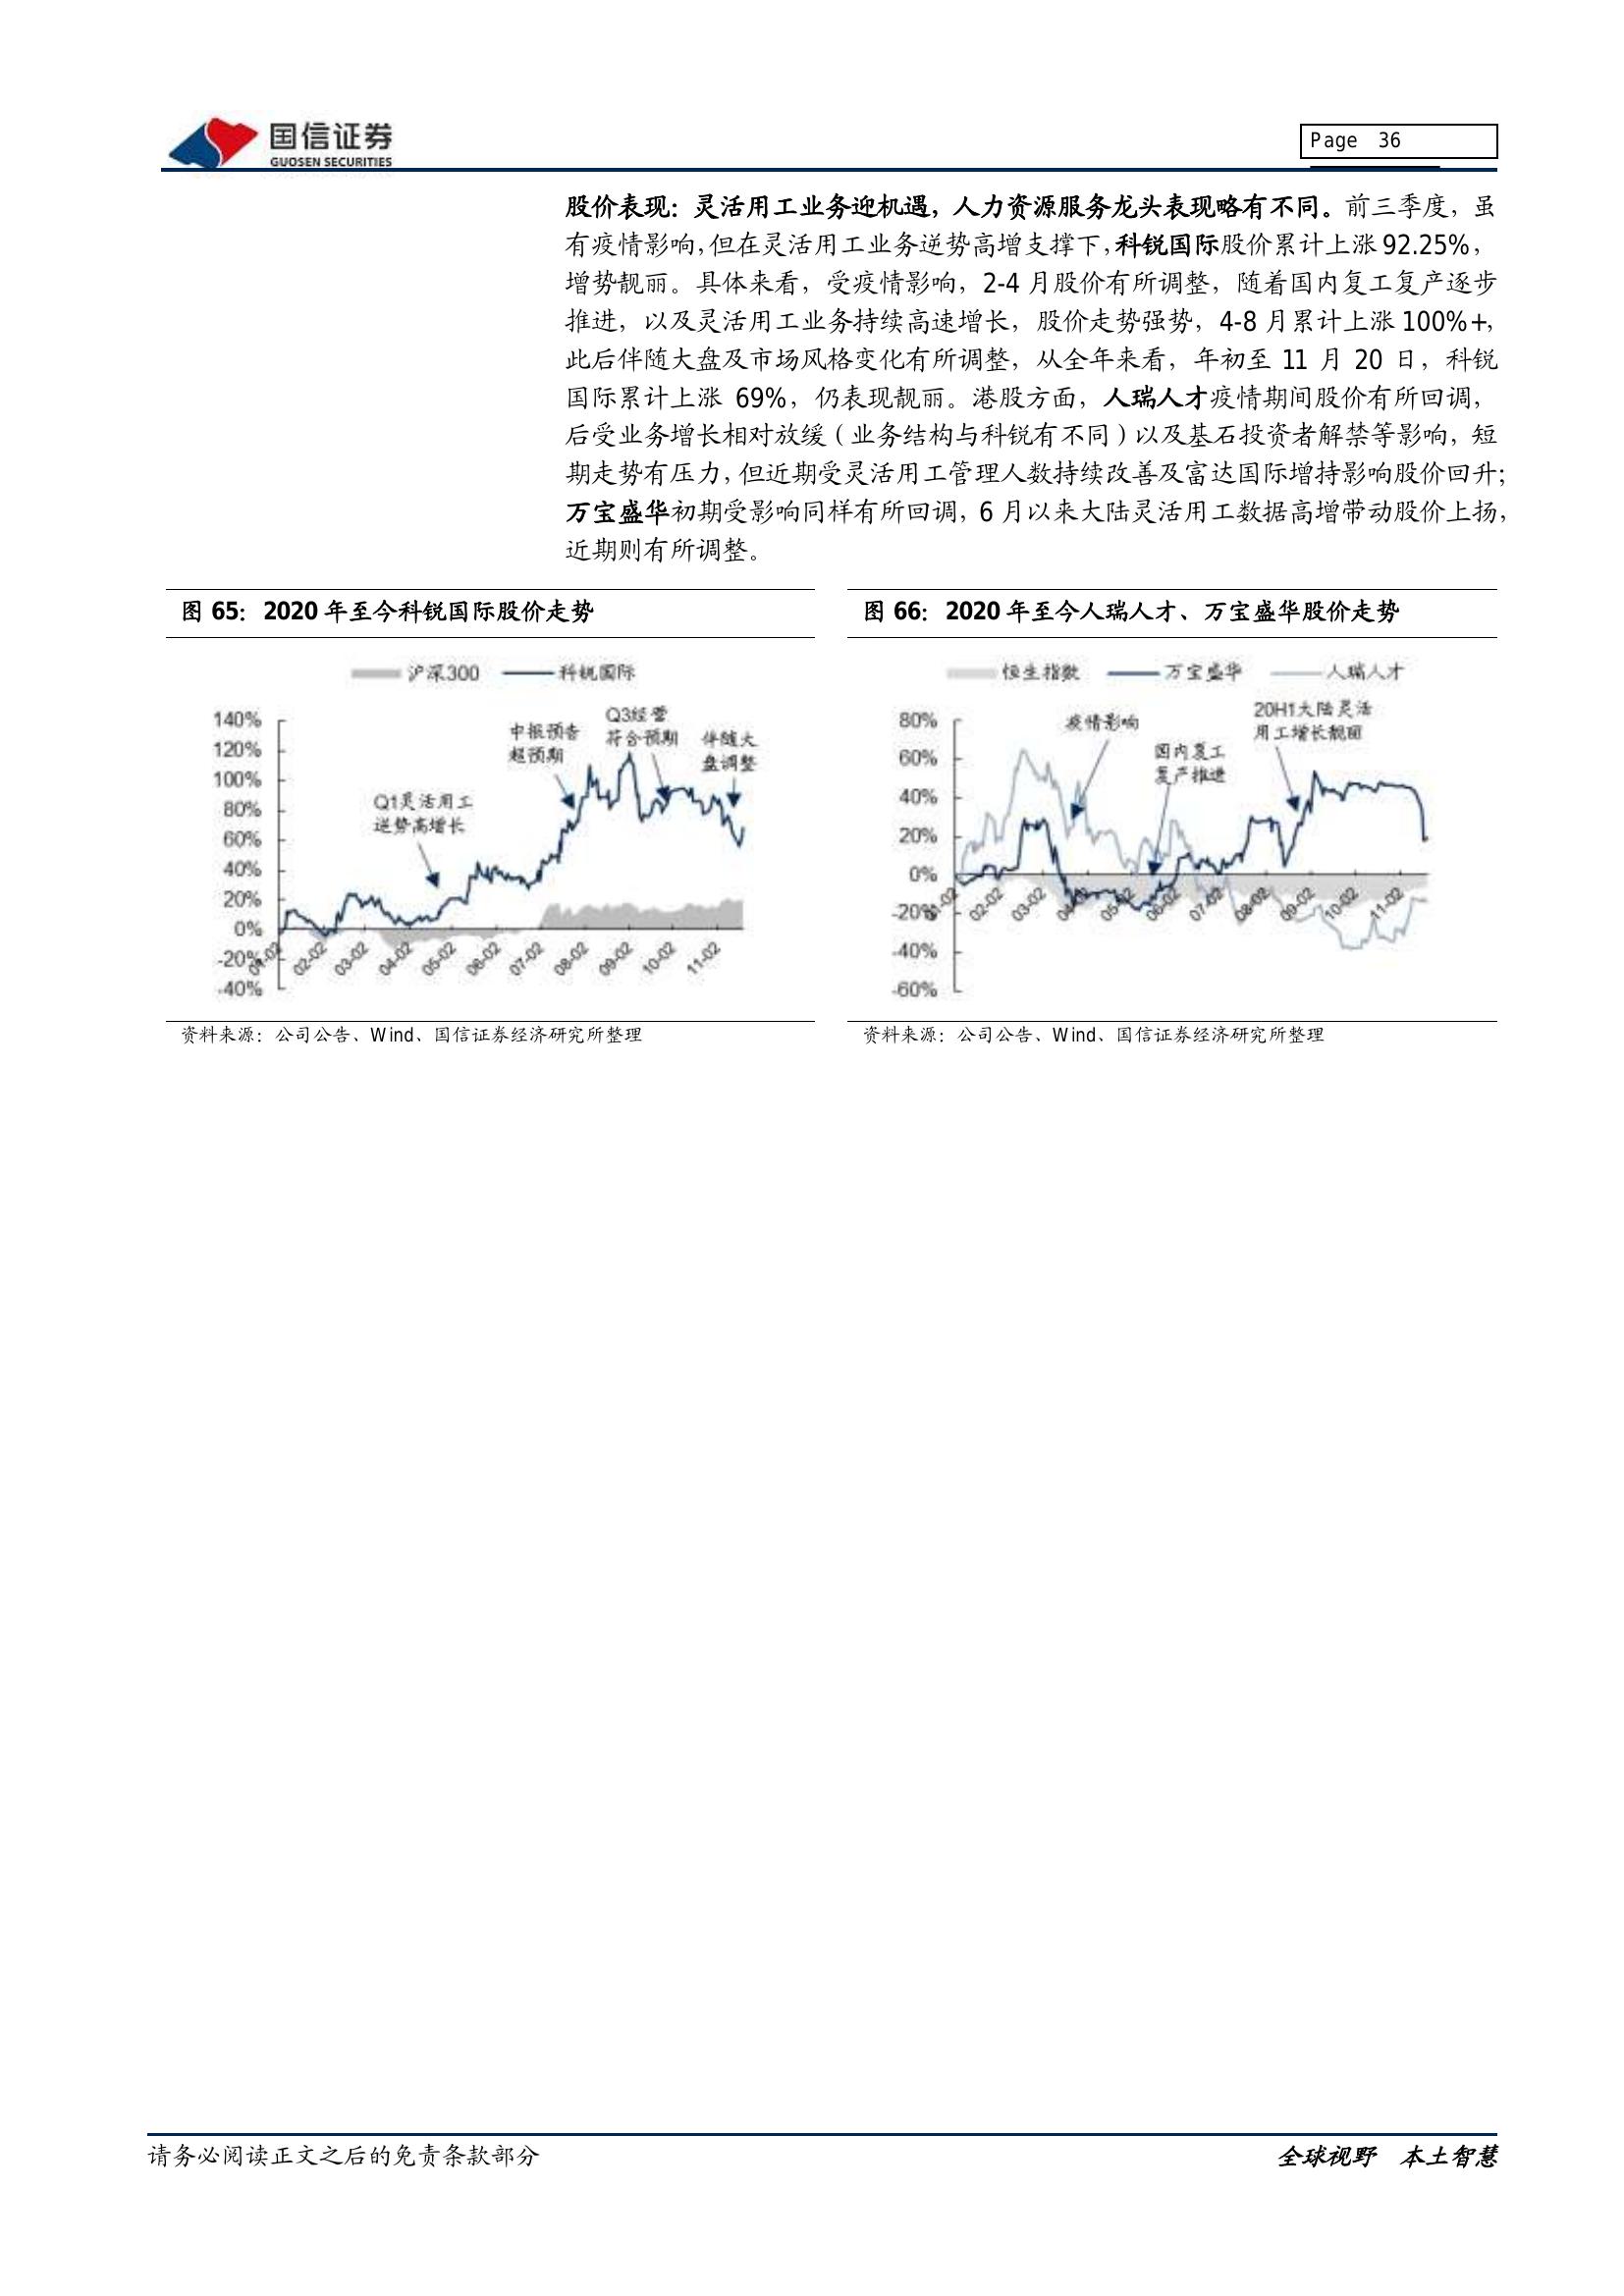 国信证券
GUOSEN SECURITIES
Page 36
股价表现：灵活用工业务迎机遇，人力资源服务龙头表现略有不同。前三季度，虽
有疫情影响，但在灵活用工业务逆势高增支撑下，科锐国际股价累计上涨 92.25%，
增势靓丽。具体来看，受疫情影响，2-4 月股价有所调整，随着国内复工复产逐步
推进，以及灵活用工业务持续高速增长，股价走势强势，4-8 月累计上涨 100%+，
此后伴随大盘及市场风格变化有所调整，从全年来看，年初至 11 月 20 日，科锐
国际累计上涨 69%，仍表现靓丽。港股方面，人瑞人才疫情期间股价有所回调，
后受业务增长相对放缓（业务结构与科锐有不同）以及基石投资者解禁等影响，短
期走势有压力，但近期受灵活用工管理人数持续改善及富达国际增持影响股价回升；
万宝盛华初期受影响同样有所回调，6 月以来大陆灵活用工数据高增带动股价上扬，
近期则有所调整。
图 65：2020 年至今科锐国际股价走势
沪深300 科锐国际
140%
120%
100%
80%
60%
40%
20%
0%
-20%
-40%
01-02 02-02 03-02 04-02 05-02 06-02 07-02 08-02 09-02 10-02 11-02
Q1灵活用工
逆势高增长
中报预告
超预期
Q3经营
符合预期
伴随大
盘调整
资料来源：公司公告、Wind、国信证券经济研究所整理
图 66：2020 年至今人瑞人才、万宝盛华股价走势
恒生指数 万宝盛华 人瑞人才
80%
60%
40%
20%
0%
-20%
-40%
-60%
01-02 02-02 03-02 04-02 05-02 06-02 07-02 08-02 09-02 10-02 11-02
疫情影响
国内复工
复产推进
20H1大陆灵活
用工增长靓丽
资料来源：公司公告、Wind、国信证券经济研究所整理
请务必阅读正文之后的免责条款部分
全球视野 本土智慧